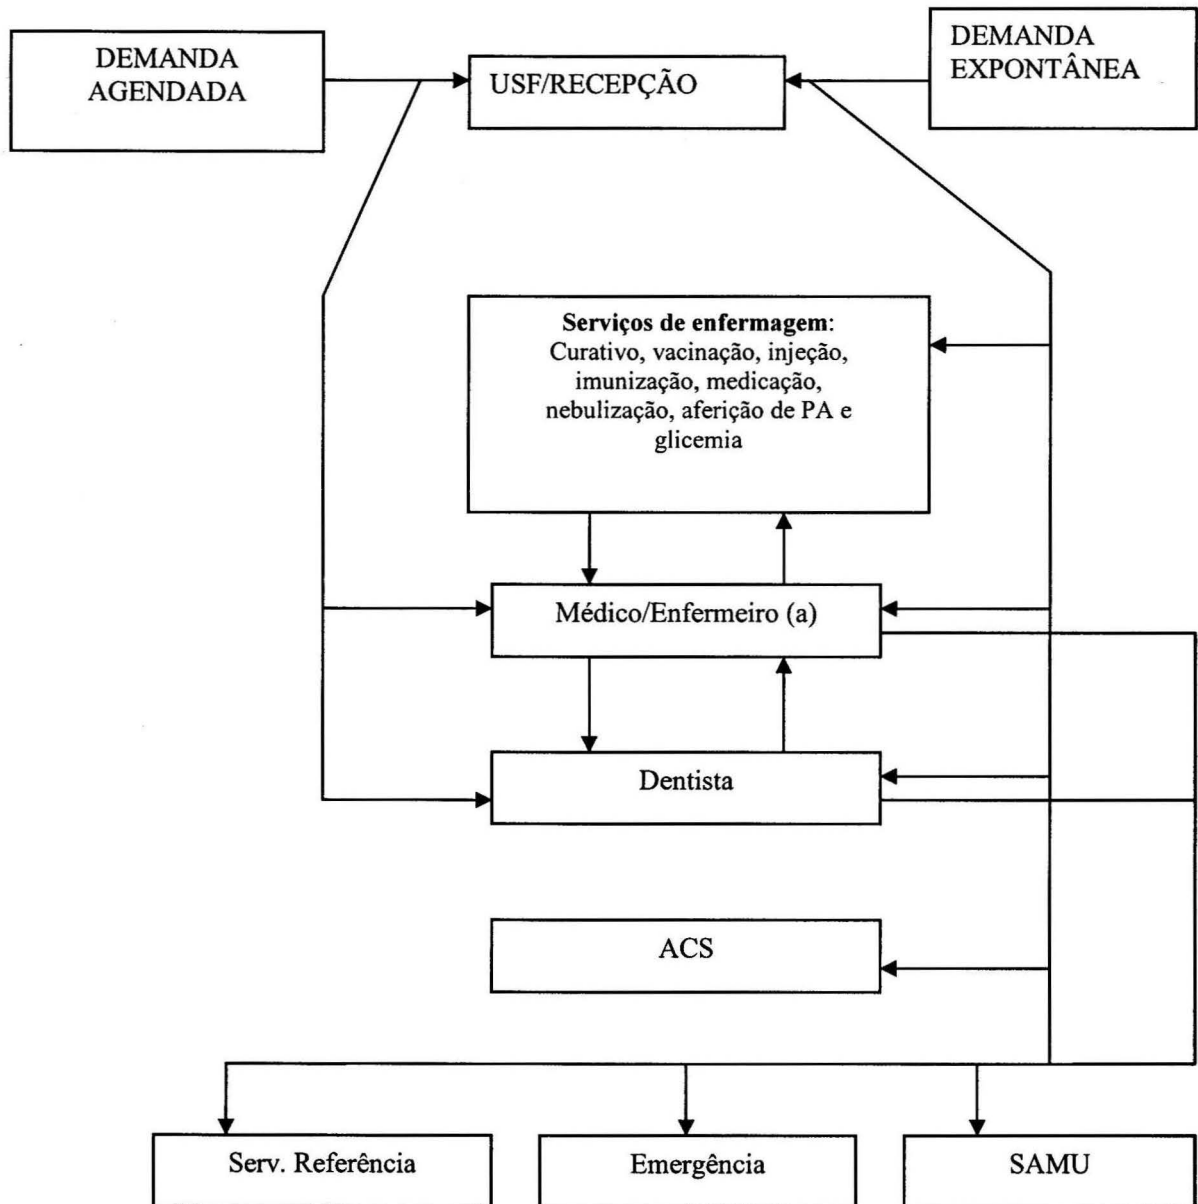 DEMANDA
AGENDADA
USF/RECEPÇÃO
DEMANDA
EXPONTÂNEA
Serviços de enfermagem:
Curativo, vacinação, injeção,
imunização, medicação,
nebulização, aferição de PA e
glicemia
Médico/Enfermeiro (a)
Dentista
ACS
Serv. Referência
Emergência
SAMU